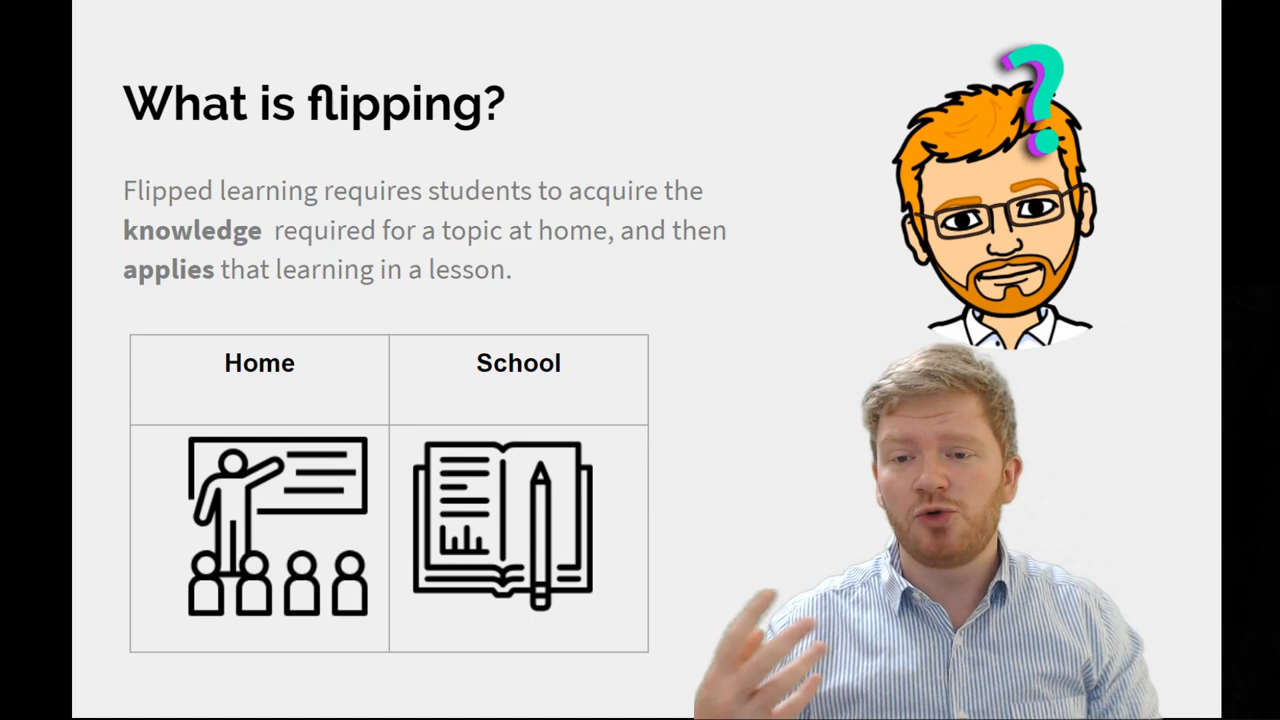 What is flipping?
Flipped learning requires students to acquire the
knowledge required for a topic at home, and then
applies that learning in a lesson.
Home
School
?